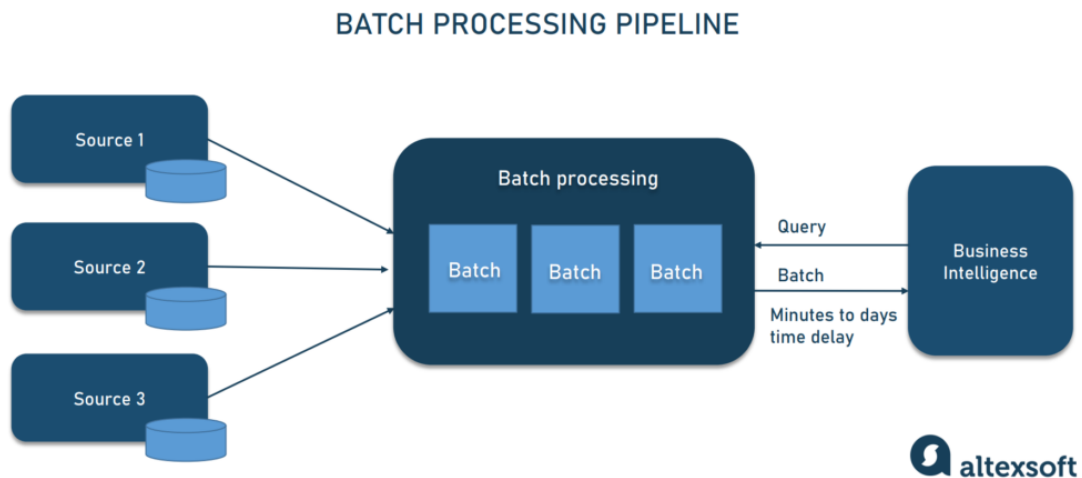 BATCH PROCESSING PIPELINE
Source 1
Source 2
Source 3
Batch processing
Batch
Batch
Batch
Query
Batch
Minutes to days
time delay
Business
Intelligence
altexsoft